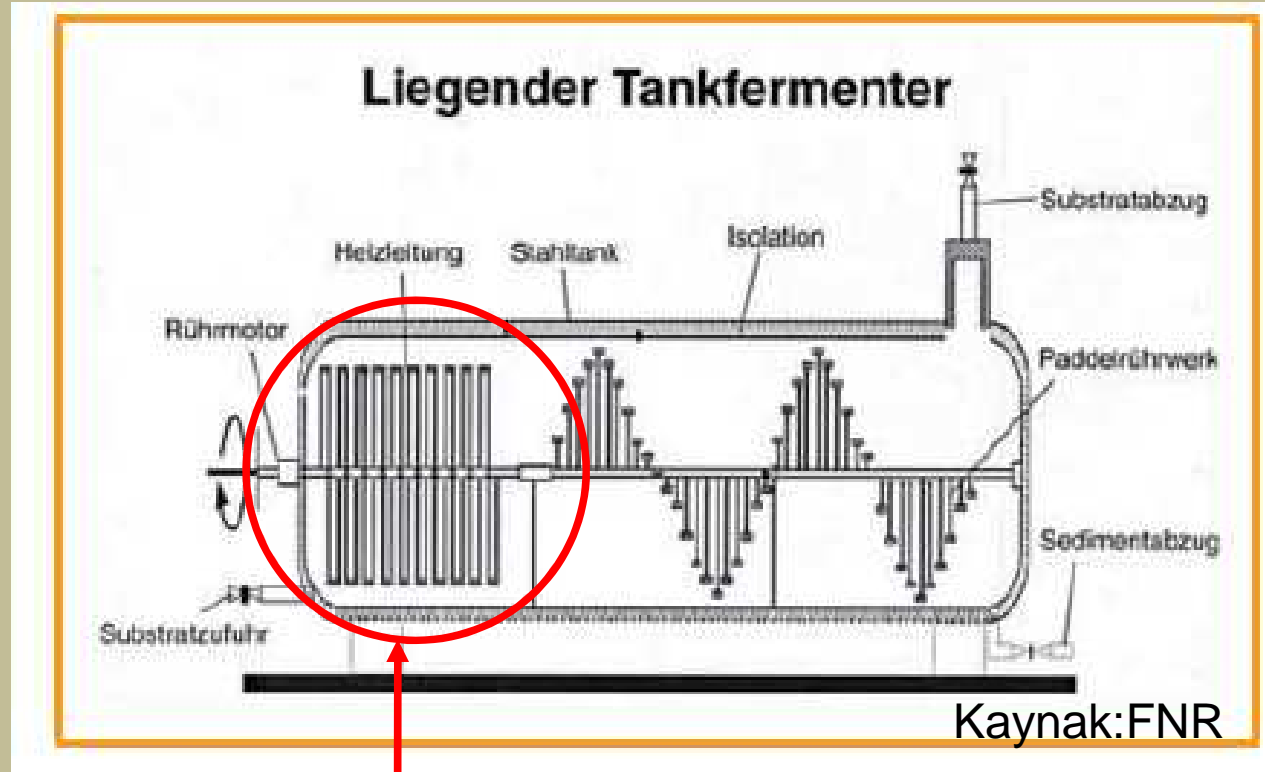 Liegender Tankfermenter
Substratabzug
Isolation
Heizleitung
Stahltank
Rührmotor
Paddelrührwerk
Sedimentabzug
Substratzufuhr
Kaynak:FNR